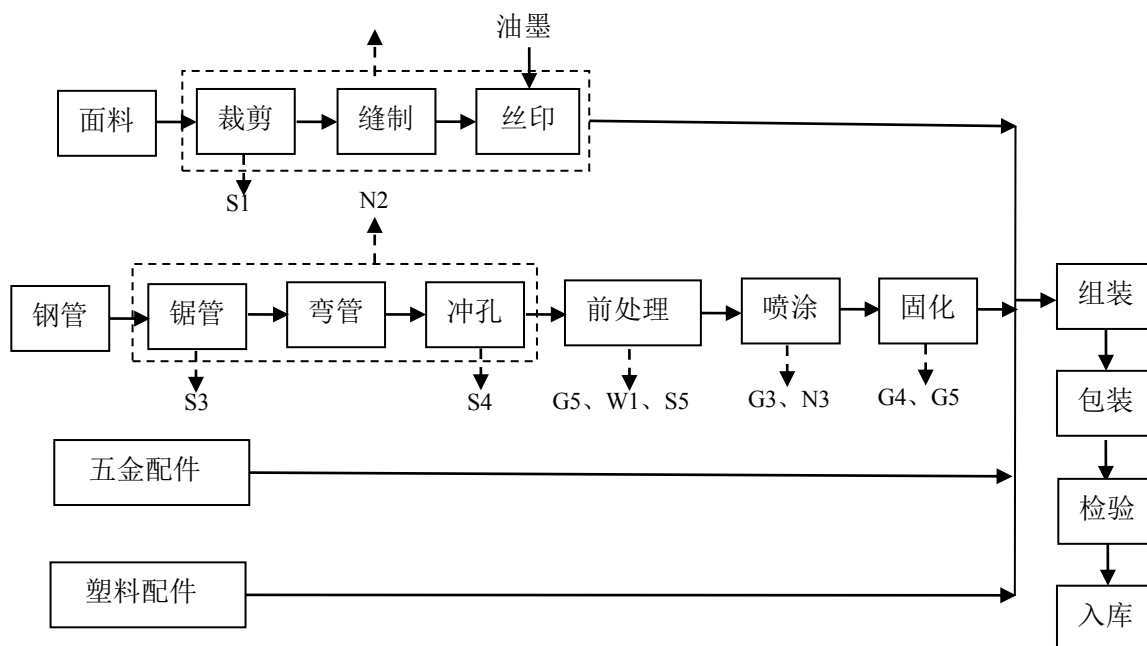 油墨
面料
裁剪
缝制
丝印
S1
N2
钢管
锯管
弯管
冲孔
前处理
喷涂
固化
组装
S3
S4
G5、W1、S5
G3、N3
G4、G5
包装
五金配件
检验
塑料配件
入库